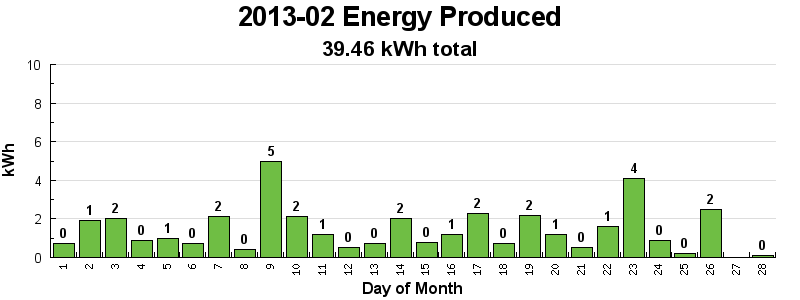 2013-02 Energy Produced
39.46 kWh total
kWh
10
8
6
4
2
0
0 1 2 0 1 0 2 0 5 2 1 0 0 2 0 1 2 0 2 1 0 1 4 0 0 2 0
1 2 3 4 5 6 7 8 9 10 11 12 13 14 15 16 17 18 19 20 21 22 23 24 25 26 27 28
Day of Month